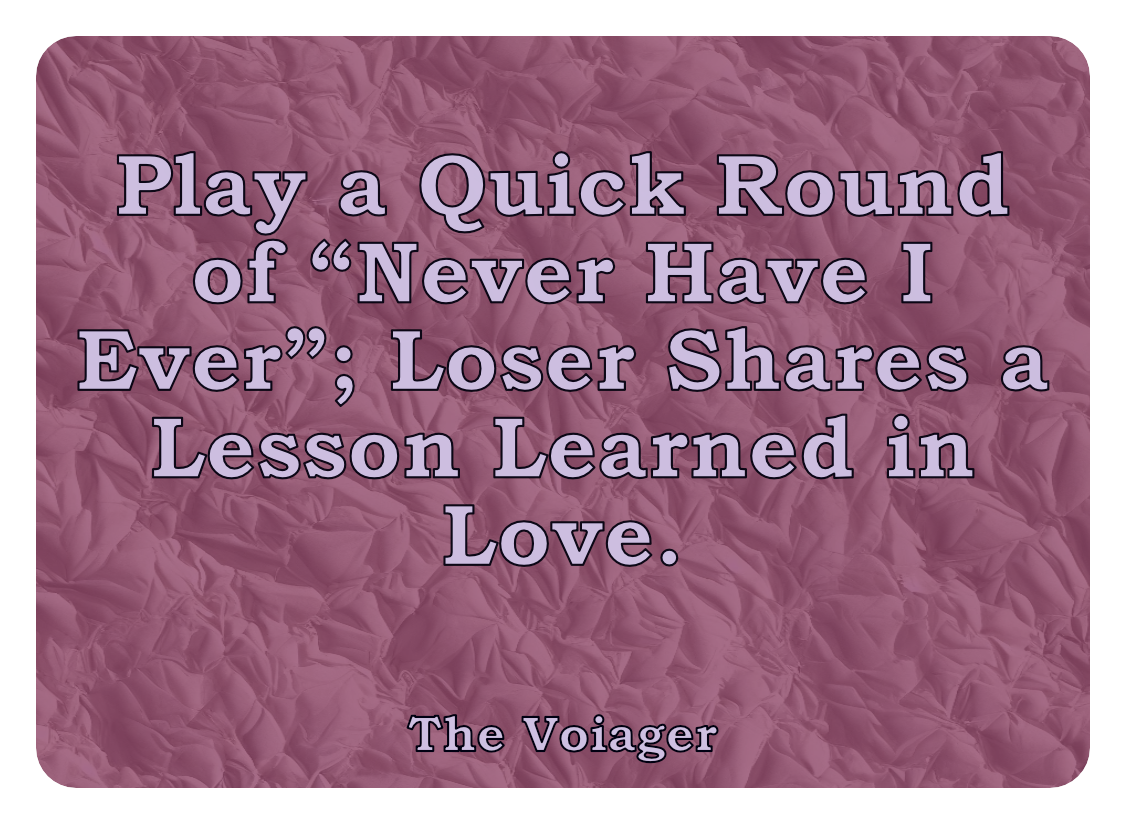 Play a Quick Round
of “Never Have I
Ever”; Loser Shares a
Lesson Learned in
Love.
The Voiager